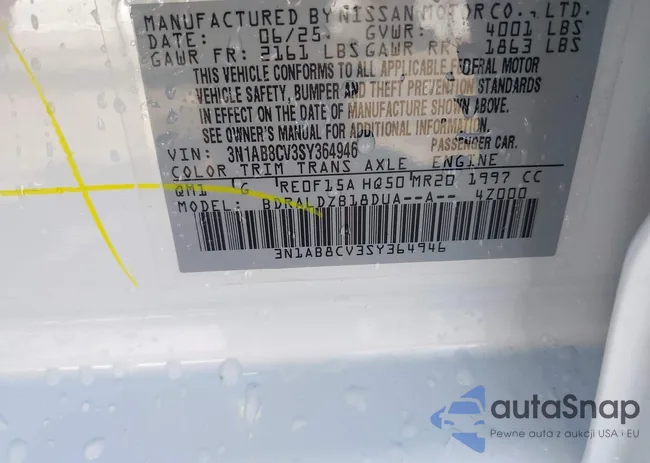 MANUFACTURED BY NISSAN MOTOR CO., LTD.
DATE: 06/25 GVWR: 4001 LBS
GAWR FR: 2161 LBS GAWR RR: 1863 LBS
THIS VEHICLE CONFORMS TO ALL APPLICABLE FEDERAL MOTOR
VEHICLE SAFETY, BUMPER AND THEFT PREVENTION STANDARDS
IN EFFECT ON THE DATE OF MANUFACTURE SHOWN ABOVE.
SEE OWNER'S MANUAL FOR ADDITIONAL INFORMATION.
VIN: 3N1AB8CV3SY364946 PASSENGER CAR.
COLOR TRIM TRANS AXLE ENGINE
QM1 G RE0F15A HQ50 MR20 1997 CC
MODEL: BDRALDZB18DUA--A-- 4Z000
3N1AB8CV3SY364946
autoSnap
Pewne auta z aukcji USA i EU